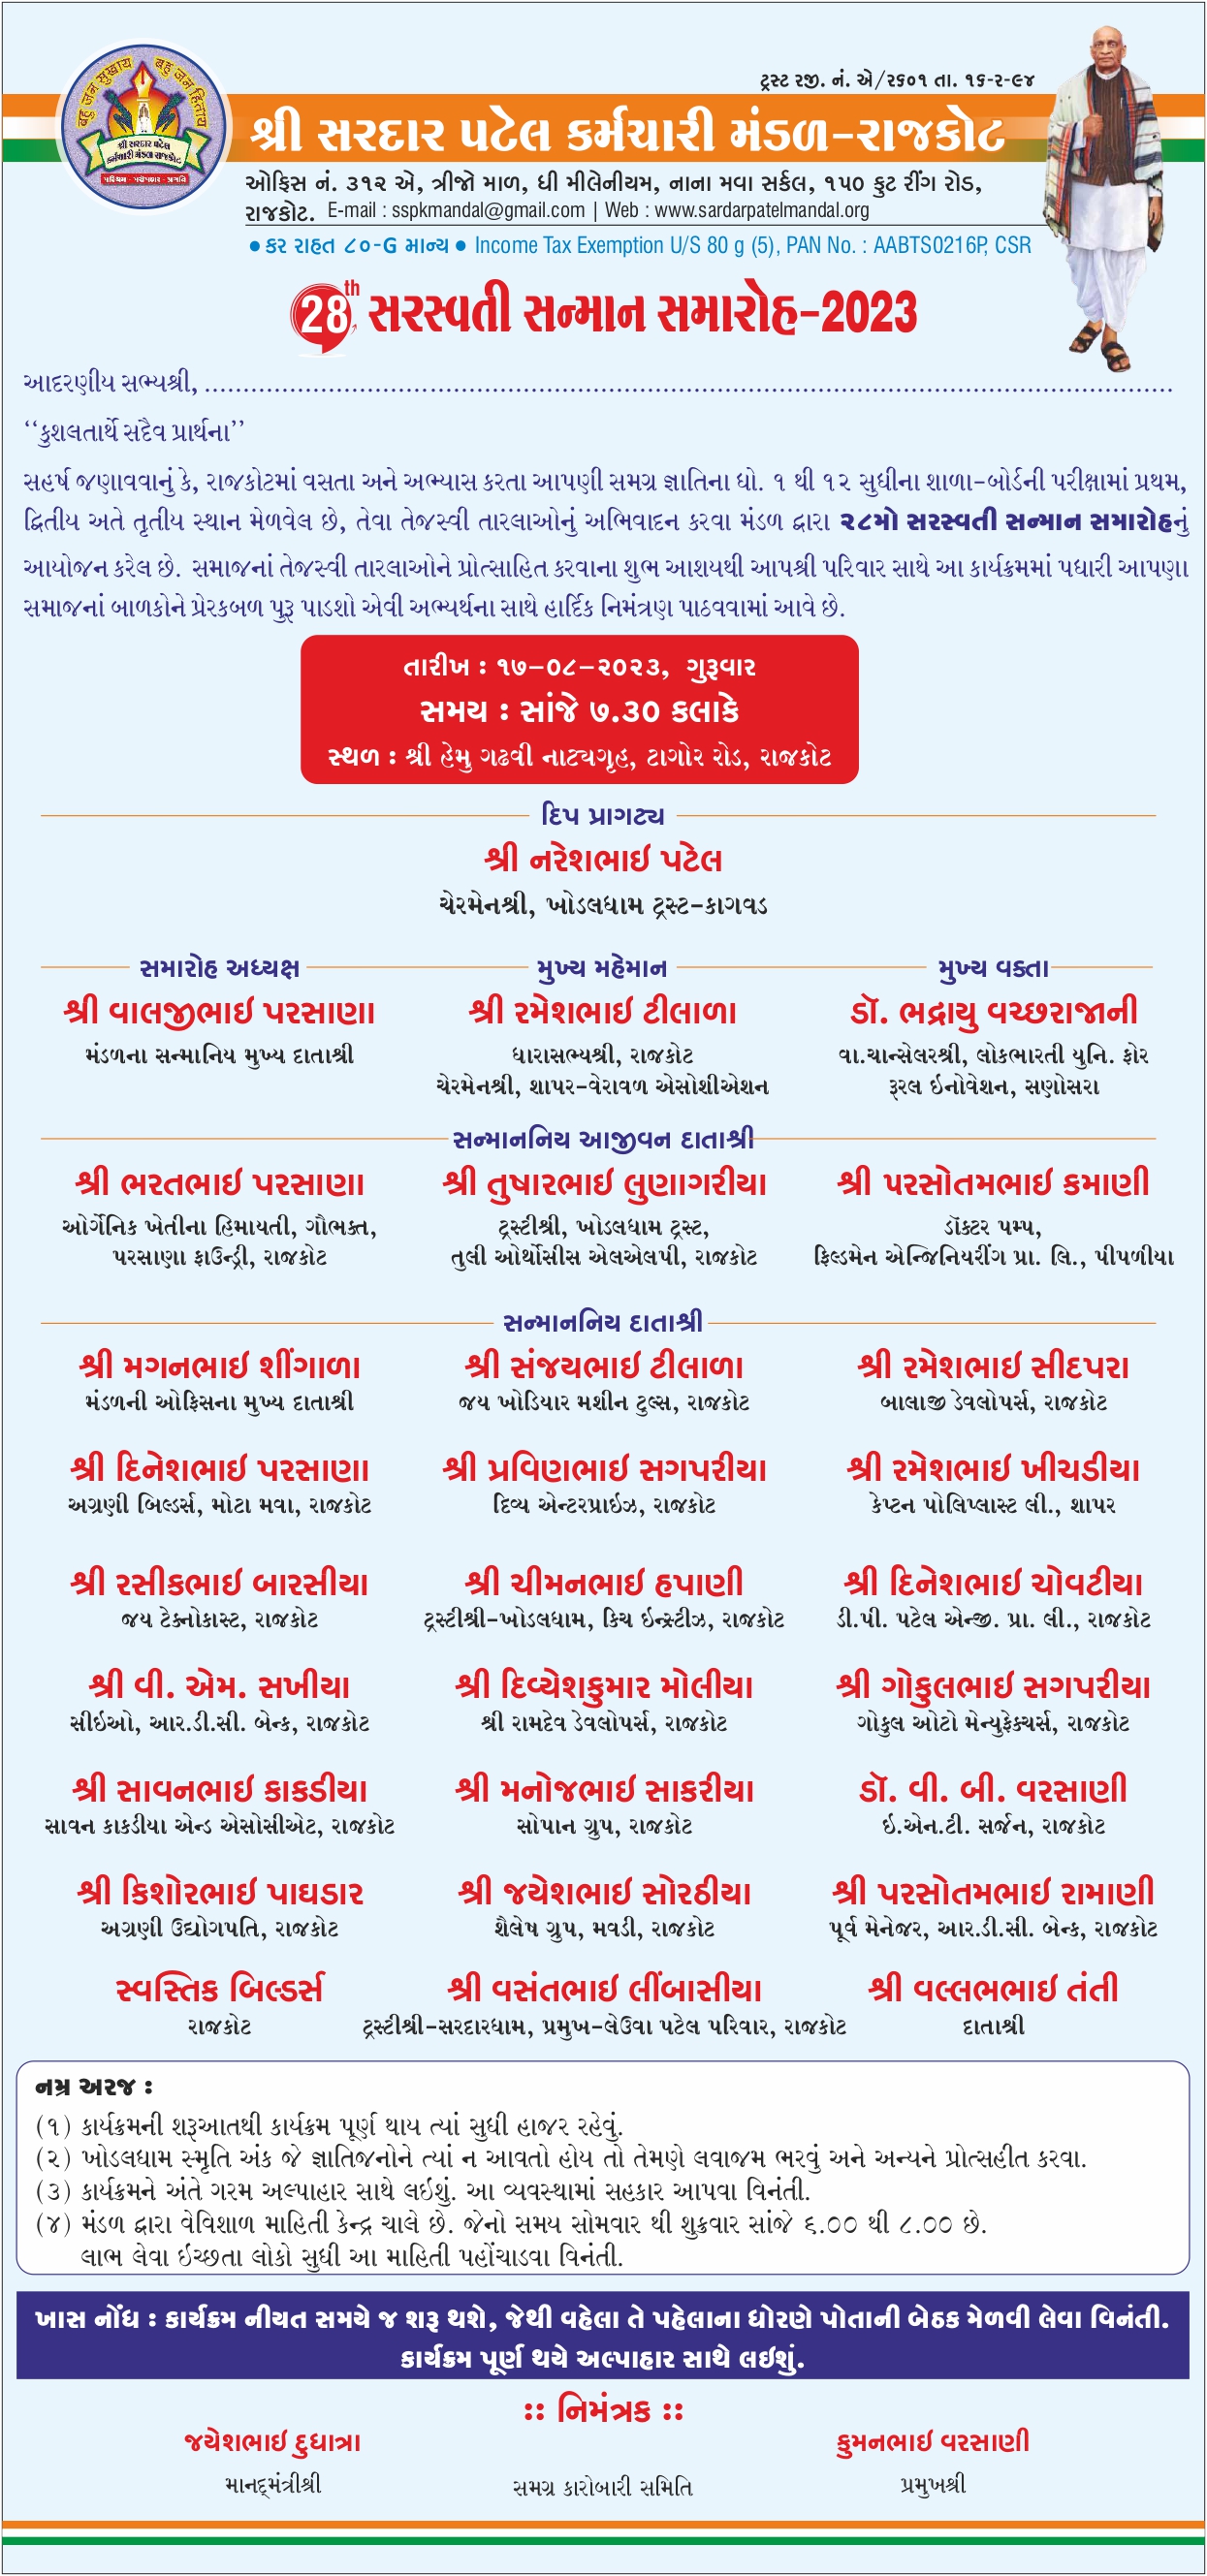 ટ્રસ્ટ રજી. નં. એ/૨૬૦૧ તા. ૧૬-૨-૯૪
બહુ જન સુખાય બહુ જન હિતાય
શ્રી સરદાર પટેલ
કર્મચારી મંડળ રાજકોટ
પરિશ્રમ - પરોપકાર - પ્રગતિ
શ્રી સરદાર પટેલ કર્મચારી મંડળ-રાજકોટ
ઓફિસ નં. ૩૧૨ એ, ત્રીજો માળ, ધી મીલેનીયમ, નાના મવા સર્કલ, ૧૫૦ ફુટ રીંગ રોડ,
રાજકોટ. E-mail : sspkmandal@gmail.com | Web : www.sardarpatelmandal.org
● કર રાહત ૮૦-G માન્ય ● Income Tax Exemption U/S 80 g (5), PAN No. : AABTS0216P, CSR
28th સરસ્વતી સન્માન સમારોહ-2023
આદરણીય સભ્યશ્રી, ........................................................................
‘‘કુશલતાર્થે સદૈવ પ્રાર્થના’’
સહર્ષ જણાવવાનું કે, રાજકોટમાં વસતા અને અભ્યાસ કરતા આપણી સમગ્ર જ્ઞાતિના ધો. ૧ થી ૧૨ સુધીના શાળા-બોર્ડની પરીક્ષામાં પ્રથમ,
દ્વિતીય અતે તૃતીય સ્થાન મેળવેલ છે, તેવા તેજસ્વી તારલાઓનું અભિવાદન કરવા મંડળ દ્વારા ૨૮મો સરસ્વતી સન્માન સમારોહનું
આયોજન કરેલ છે. સમાજનાં તેજસ્વી તારલાઓને પ્રોત્સાહિત કરવાના શુભ આશયથી આપશ્રી પરિવાર સાથે આ કાર્યક્રમમાં પધારી આપણા
સમાજનાં બાળકોને પ્રેરકબળ પુરૂ પાડશો એવી અભ્યર્થના સાથે હાર્દિક નિમંત્રણ પાઠવવામાં આવે છે.
તારીખ : ૧૭–૦૮–૨૦૨૩, ગુરૂવાર
સમય : સાંજે ૭.૩૦ કલાકે
સ્થળ : શ્રી હેમુ ગઢવી નાટ્યગૃહ, ટાગોર રોડ, રાજકોટ
દિપ પ્રાગટ્ય
શ્રી નરેશભાઈ પટેલ
ચેરમેનશ્રી, ખોડલધામ ટ્રસ્ટ-કાગવડ
સમારોહ અધ્યક્ષ મુખ્ય મહેમાન મુખ્ય વક્તા
શ્રી વાલજીભાઈ પરસાણા શ્રી રમેશભાઈ ટીલાળા ડૉ. ભદ્રાયુ વચ્છરાજાની
મંડળના સન્માનિય મુખ્ય દાતાશ્રી ધારાસભ્યશ્રી, રાજકોટ વા.ચાન્સેલરશ્રી, લોકભારતી યુનિ. ફોર
ચેરમેનશ્રી, શાપર-વેરાવળ એસોશીએશન રૂરલ ઇનોવેશન, સણોસરા
સન્માનનિય આજીવન દાતાશ્રી
શ્રી ભરતભાઈ પરસાણા શ્રી તુષારભાઈ લુણાગરીયા શ્રી પરસોતમભાઈ કમાણી
ઓર્ગેનિક ખેતીના હિમાયતી, ગૌભક્ત, ટ્રસ્ટીશ્રી, ખોડલધામ ટ્રસ્ટ, ડૉક્ટર પમ્પ,
પરસાણા ફાઉન્ડ્રી, રાજકોટ તુલી ઓર્થોસીસ એલએલપી, રાજકોટ ફિલ્ડમેન એન્જિનિયરીંગ પ્રા. લિ., પીપળીયા
સન્માનનિય દાતાશ્રી
શ્રી મગનભાઈ શીંગાળા શ્રી સંજયભાઈ ટીલાળા શ્રી રમેશભાઈ સીદપરા
મંડળની ઓફિસના મુખ્ય દાતાશ્રી જય ખોડિયાર મશીન ટુલ્સ, રાજકોટ બાલાજી ડેવલોપર્સ, રાજકોટ
શ્રી દિનેશભાઈ પરસાણા શ્રી પ્રવિણભાઈ સગપરીયા શ્રી રમેશભાઈ ખીચડીયા
અગ્રણી બિલ્ડર્સ, મોટા મવા, રાજકોટ દિવ્ય એન્ટરપ્રાઇઝ, રાજકોટ કેપ્ટન પોલિપ્લાસ્ટ લી., શાપર
શ્રી રસીકભાઈ બારસીયા શ્રી ચીમનભાઈ હપાણી શ્રી દિનેશભાઈ ચોવટીયા
જય ટેક્નોકાસ્ટ, રાજકોટ ટ્રસ્ટીશ્રી-ખોડલધામ, કિચ ઇન્સ્ટ્રીઝ, રાજકોટ ડી.પી. પટેલ એન્જી. પ્રા. લી., રાજકોટ
શ્રી વી. એમ. સખીયા શ્રી દિવ્યેશકુમાર મોલીયા શ્રી ગોકુલભાઈ સગપરીયા
સીઇઓ, આર.ડી.સી. બેન્ક, રાજકોટ શ્રી રામદેવ ડેવલોપર્સ, રાજકોટ ગોકુલ ઓટો મેન્યુફેક્ચર્સ, રાજકોટ
શ્રી સાવનભાઈ કાકડીયા શ્રી મનોજભાઈ સાકરીયા ડૉ. વી. બી. વરસાણી
સાવન કાકડીયા એન્ડ એસોસીએટ, રાજકોટ સોપાન ગ્રુપ, રાજકોટ ઇ.એન.ટી. સર્જન, રાજકોટ
શ્રી કિશોરભાઈ પાઘડાર શ્રી જયેશભાઈ સોરઠીયા શ્રી પરસોતમભાઈ રામાણી
અગ્રણી ઉદ્યોગપતિ, રાજકોટ શૈલેષ ગ્રુપ, મવડી, રાજકોટ પૂર્વ મેનેજર, આર.ડી.સી. બેન્ક, રાજકોટ
સ્વસ્તિક બિલ્ડર્સ શ્રી વસંતભાઈ લીંબાસીયા શ્રી વલ્લભભાઈ તંતી
રાજકોટ ટ્રસ્ટીશ્રી-સરદારધામ, પ્રમુખ-લેઉવા પટેલ પરિવાર, રાજકોટ દાતાશ્રી
નમ્ર અરજ :
(૧) કાર્યક્રમની શરૂઆતથી કાર્યક્રમ પૂર્ણ થાય ત્યાં સુધી હાજર રહેવું.
(૨) ખોડલધામ સ્મૃતિ અંક જે જ્ઞાતિજનોને ત્યાં ન આવતો હોય તો તેમણે લવાજમ ભરવું અને અન્યને પ્રોત્સહીત કરવા.
(૩) કાર્યક્રમને અંતે ગરમ અલ્પાહાર સાથે લઇશું. આ વ્યવસ્થામાં સહકાર આપવા વિનંતી.
(૪) મંડળ દ્વારા વેવિશાળ માહિતી કેન્દ્ર ચાલે છે. જેનો સમય સોમવાર થી શુક્રવાર સાંજે ૬.૦૦ થી ૮.૦૦ છે.
લાભ લેવા ઇચ્છતા લોકો સુધી આ માહિતી પહોંચાડવા વિનંતી.
ખાસ નોંધ : કાર્યક્રમ નીયત સમયે જ શરૂ થશે, જેથી વહેલા તે પહેલાના ધોરણે પોતાની બેઠક મેળવી લેવા વિનંતી.
કાર્યક્રમ પૂર્ણ થયે અલ્પાહાર સાથે લઇશું.
:: નિમંત્રક ::
જયેશભાઈ દુધાત્રા કુમનભાઈ વરસાણી
માનદ્‌મંત્રીશ્રી સમગ્ર કારોબારી સમિતિ પ્રમુખશ્રી